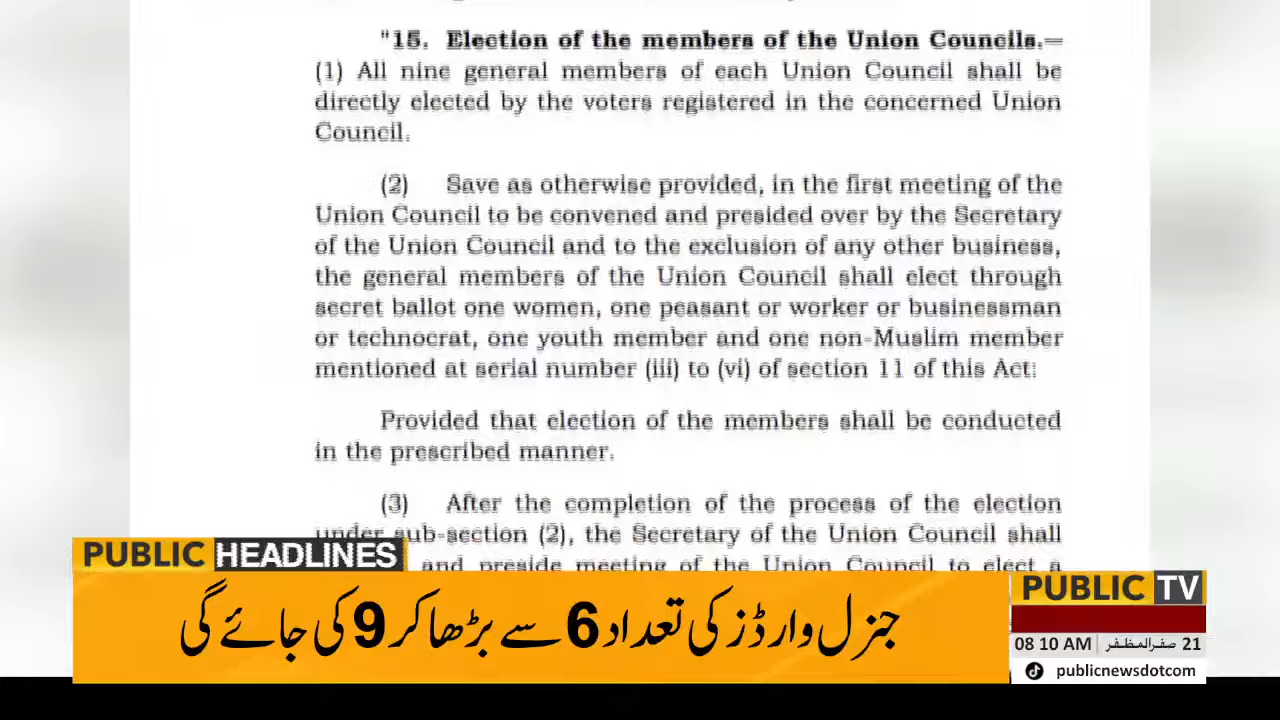 "15. Election of the members of the Union Councils.—
(1) All nine general members of each Union Council shall be
directly elected by the voters registered in the concerned Union
Council.
(2) Save as otherwise provided, in the first meeting of the
Union Council to be convened and presided over by the Secretary
of the Union Council and to the exclusion of any other business,
the general members of the Union Council shall elect through
secret ballot one women, one peasant or worker or businessman
or technocrat, one youth member and one non-Muslim member
mentioned at serial number (iii) to (vi) of section 11 of this Act:
Provided that election of the members shall be conducted
in the prescribed manner.
(3) After the completion of the process of the election
under sub-section (2), the Secretary of the Union Council shall
and preside meeting of the Union Council to elect a
PUBLIC HEADLINES
جنرل وارڈز کی تعداد 6 سے بڑھا کر 9 کی جائے گی
PUBLIC TV
08 10 AM | 21 صفرالمظفر
publicnewsdotcom